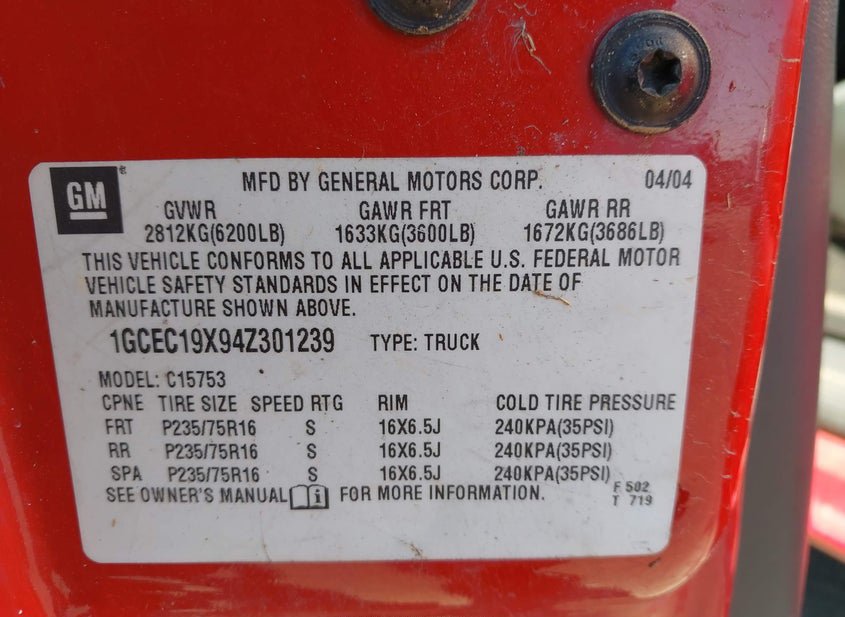 GM
MFD BY GENERAL MOTORS CORP. 04/04
GVWR GAWR FRT GAWR RR
2812KG(6200LB) 1633KG(3600LB) 1672KG(3686LB)
THIS VEHICLE CONFORMS TO ALL APPLICABLE U.S. FEDERAL MOTOR
VEHICLE SAFETY STANDARDS IN EFFECT ON THE DATE OF
MANUFACTURE SHOWN ABOVE.
1GCEC19X94Z301239 TYPE: TRUCK
MODEL: C15753
CPNE TIRE SIZE SPEED RTG RIM COLD TIRE PRESSURE
FRT P235/75R16 S 16X6.5J 240KPA(35PSI)
RR P235/75R16 S 16X6.5J 240KPA(35PSI)
SPA P235/75R16 S 16X6.5J 240KPA(35PSI)
SEE OWNER'S MANUAL i FOR MORE INFORMATION.
F 502
T 719